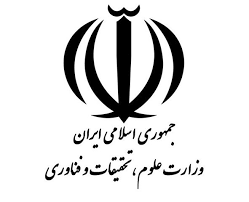 جمهوری اسلامی ایران
وزارت علوم، تحقیقات و فناوری